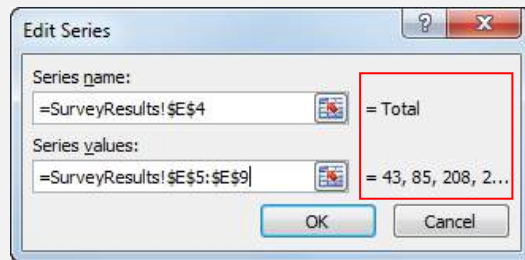 Edit Series
Series name:
=SurveyResults!$E$4 = Total
Series values:
=SurveyResults!$E$5:$E$9 = 43, 85, 208, 2...
OK Cancel